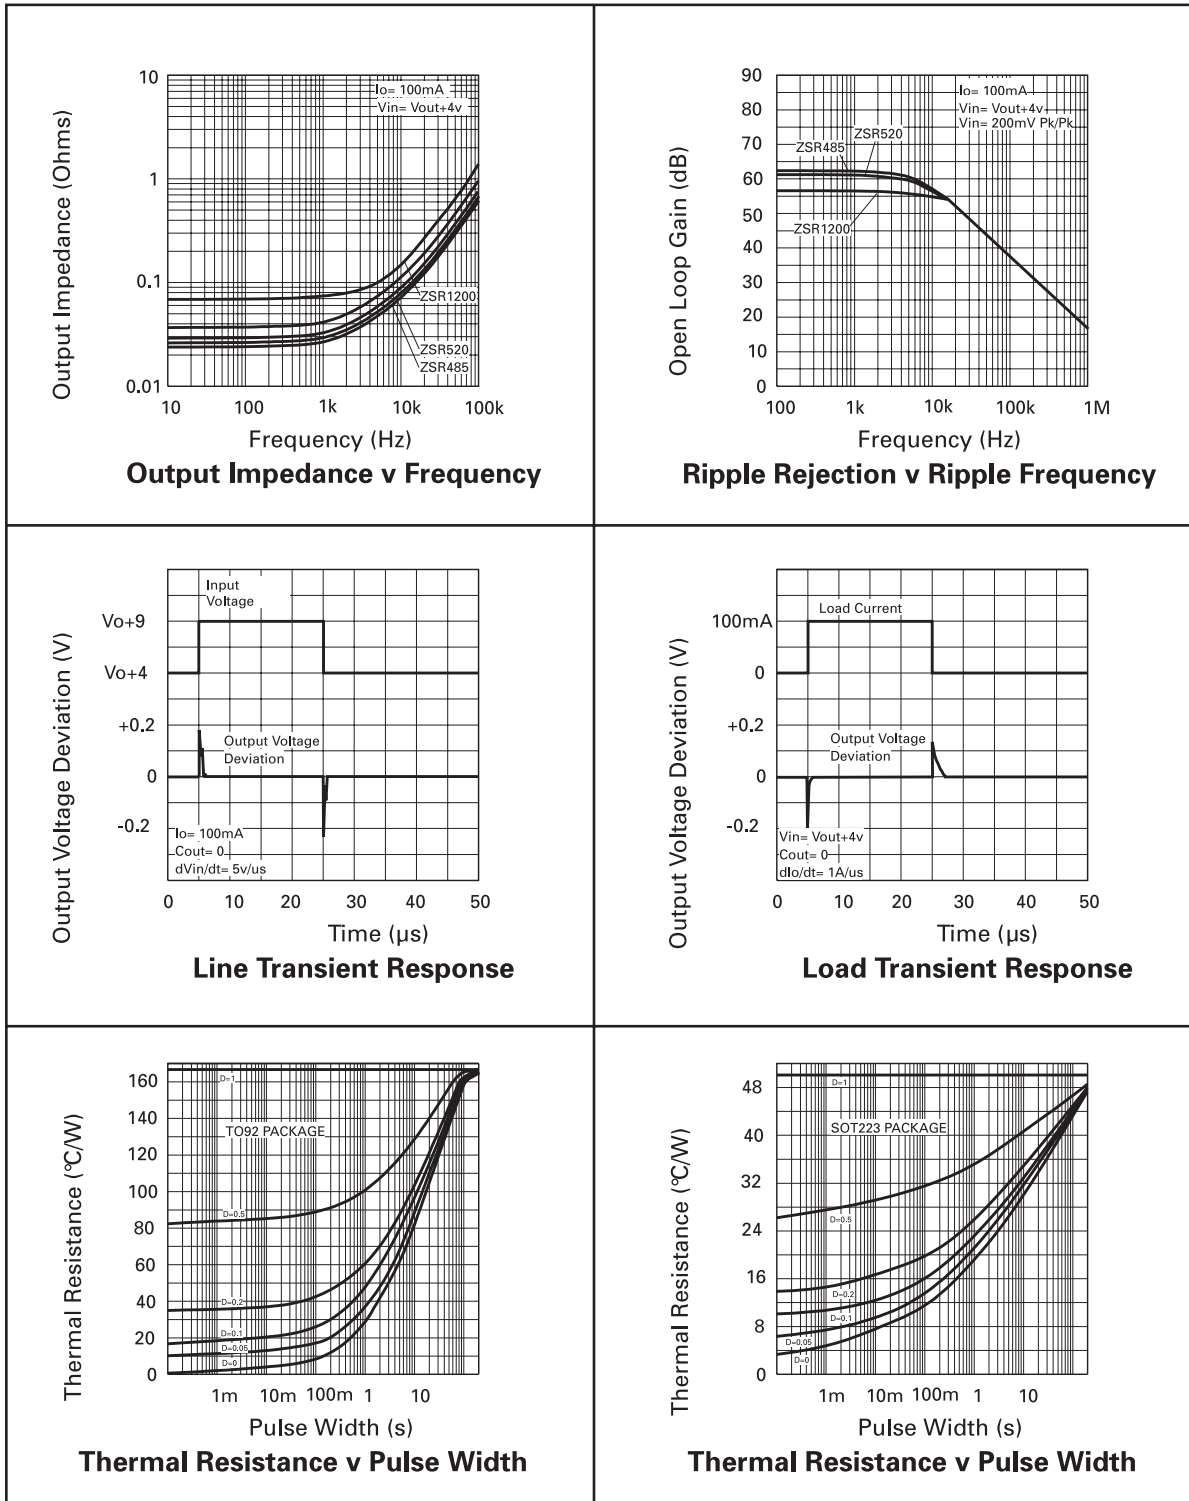 10
1
0.1
0.01
Output Impedance (Ohms)
Io= 100mA
Vin= Vout+4v
ZSR1200
ZSR520
ZSR485
10 100 1k 10k 100k
Frequency (Hz)
Output Impedance v Frequency
90
80
70
60
50
40
30
20
10
0
Open Loop Gain (dB)
Io= 100mA
Vin= Vout+4v
Vin= 200mV Pk/Pk
ZSR520
ZSR485
ZSR1200
100 1k 10k 100k 1M
Frequency (Hz)
Ripple Rejection v Ripple Frequency
Output Voltage Deviation (V)
Input
Voltage
Vo+9
Vo+4
+0.2
0
-0.2
Output Voltage
Deviation
Io= 100mA
Cout= 0
dVin/dt= 5v/us
0 10 20 30 40 50
Time (µs)
Line Transient Response
Output Voltage Deviation (V)
Load Current
100mA
0
+0.2
0
-0.2
Output Voltage
Deviation
Vin= Vout+4v
Cout= 0
dIo/dt= 1A/us
0 10 20 30 40 50
Time (µs)
Load Transient Response
Thermal Resistance (°C/W)
160
140
120
100
80
60
40
20
0
D=1
TO92 PACKAGE
D=0.5
D=0.2
D=0.1
D=0.05
D=0
1m 10m 100m 1 10
Pulse Width (s)
Thermal Resistance v Pulse Width
Thermal Resistance (°C/W)
48
40
32
24
16
8
0
D=1
SOT223 PACKAGE
D=0.5
D=0.2
D=0.1
D=0.05
D=0
1m 10m 100m 1 10
Pulse Width (s)
Thermal Resistance v Pulse Width